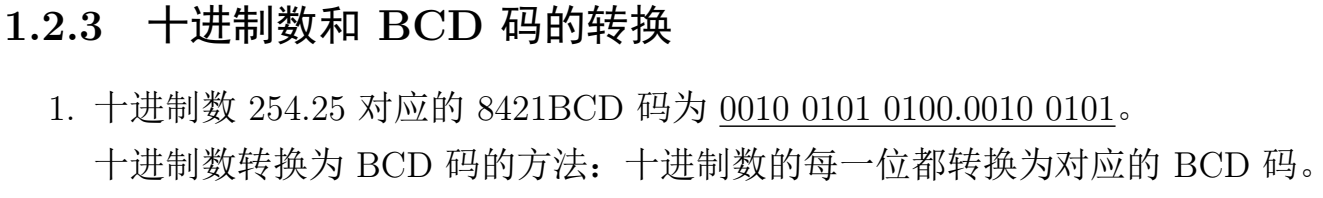 1.2.3 十进制数和 BCD 码的转换
1. 十进制数 254.25 对应的 8421BCD 码为 0010 0101 0100.0010 0101。
十进制数转换为 BCD 码的方法：十进制数的每一位都转换为对应的 BCD 码。